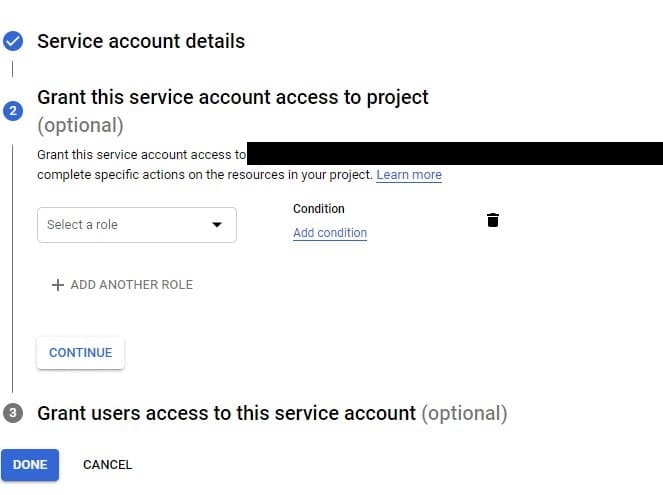 Service account details
2
Grant this service account access to project
(optional)
Grant this service account access to
complete specific actions on the resources in your project. Learn more
Select a role
Condition
Add condition
ADD ANOTHER ROLE
CONTINUE
3
Grant users access to this service account (optional)
DONE
CANCEL